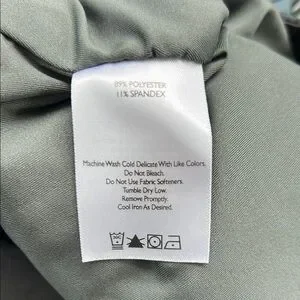 89% POLYESTER
11% SPANDEX
Machine Wash Cold Delicate With Like Colors.
Do Not Bleach.
Do Not Use Fabric Softeners.
Tumble Dry Low.
Remove Promptly.
Cool Iron As Desired.